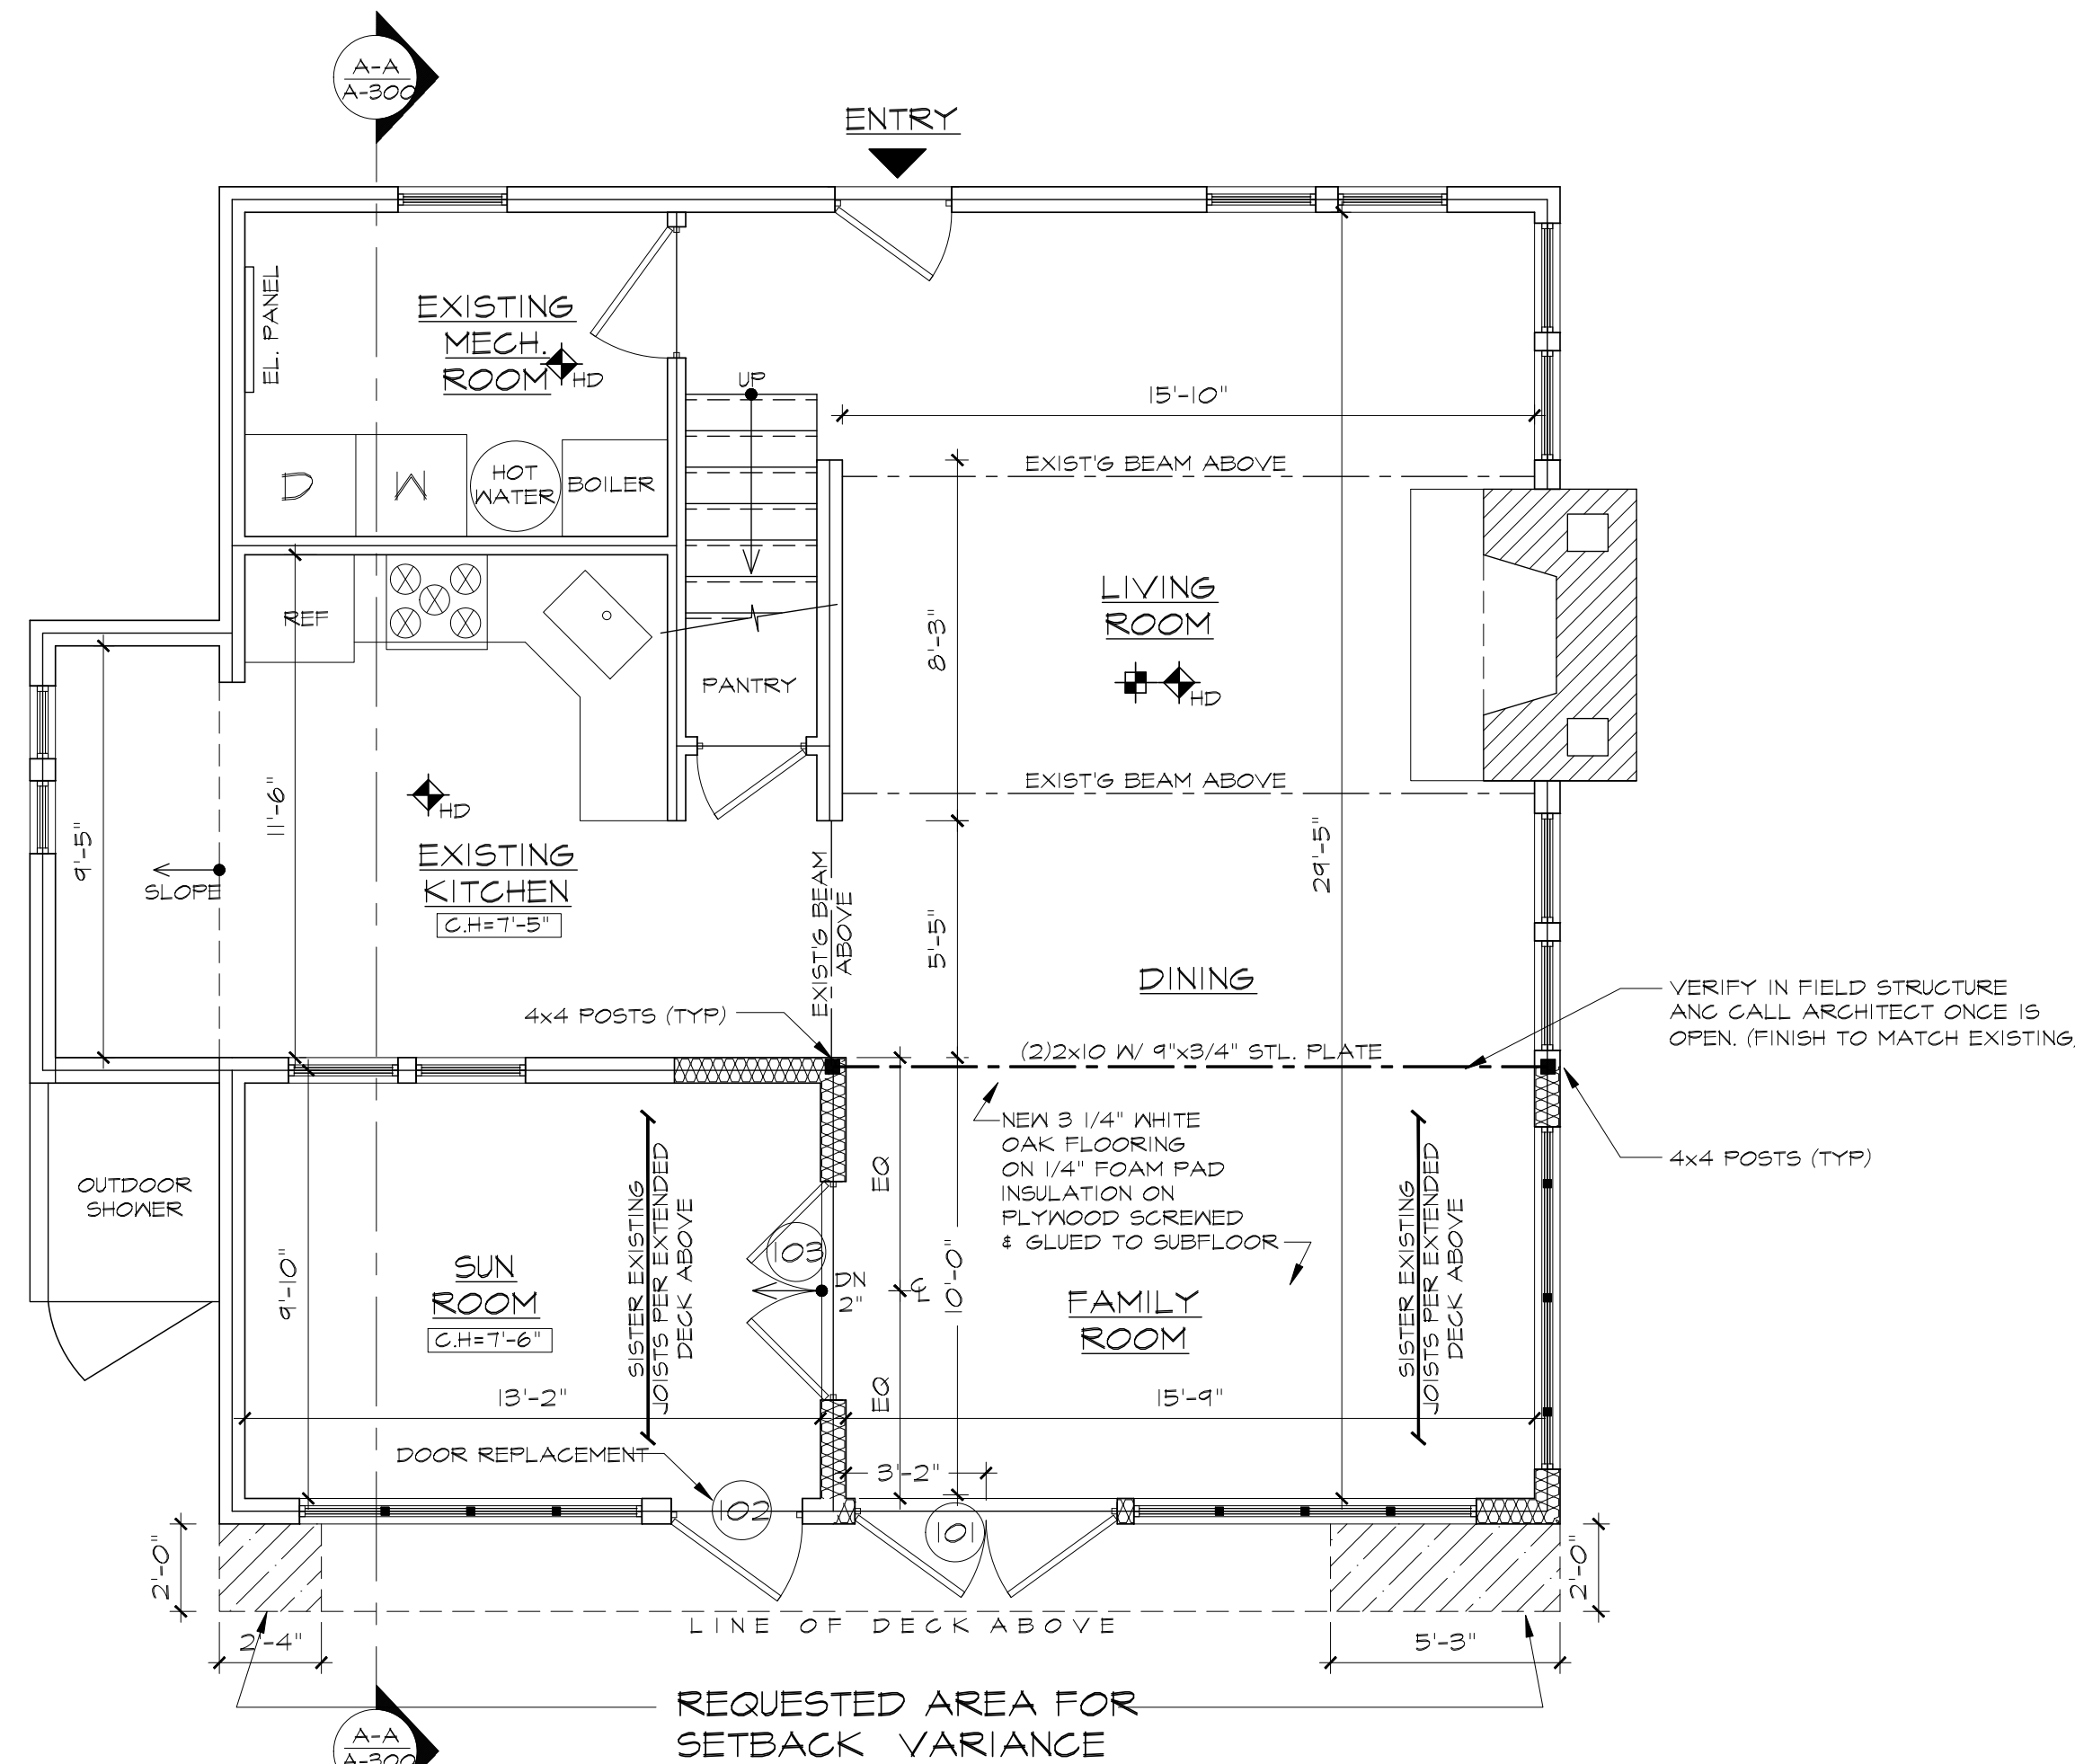 A-A
A-300
ENTRY
EL. PANEL
EXISTING
MECH.
ROOM
HD
UP
15'-10"
D
W
HOT
WATER
BOILER
EXIST'G BEAM ABOVE
REF
LIVING
ROOM
HD
8'-3"
PANTRY
EXIST'G BEAM ABOVE
HD
11'-6"
9'-5"
SLOPE
EXISTING
KITCHEN
C.H=7'-5"
EXIST'G BEAM
ABOVE
29'-5"
5'-5"
DINING
4x4 POSTS (TYP)
VERIFY IN FIELD STRUCTURE
ANC CALL ARCHITECT ONCE IS
OPEN. (FINISH TO MATCH EXISTING
(2)2x10 W/ 9"x3/4" STL. PLATE
NEW 3 1/4" WHITE
OAK FLOORING
ON 1/4" FOAM PAD
INSULATION ON
PLYWOOD SCREWED
& GLUED TO SUBFLOOR
4x4 POSTS (TYP)
OUTDOOR
SHOWER
EQ
SISTER EXISTING
JOISTS PER EXTENDED
DECK ABOVE
SISTER EXISTING
JOISTS PER EXTENDED
DECK ABOVE
103
DN
2"
CL
10'-0"
9'-10"
SUN
ROOM
C.H=7'-6"
FAMILY
ROOM
13'-2"
EQ
15'-9"
DOOR REPLACEMENT
3'-2"
102
101
2'-0"
2'-0"
LINE OF DECK ABOVE
2'-4"
5'-3"
REQUESTED AREA FOR
SETBACK VARIANCE
A-A
A-300